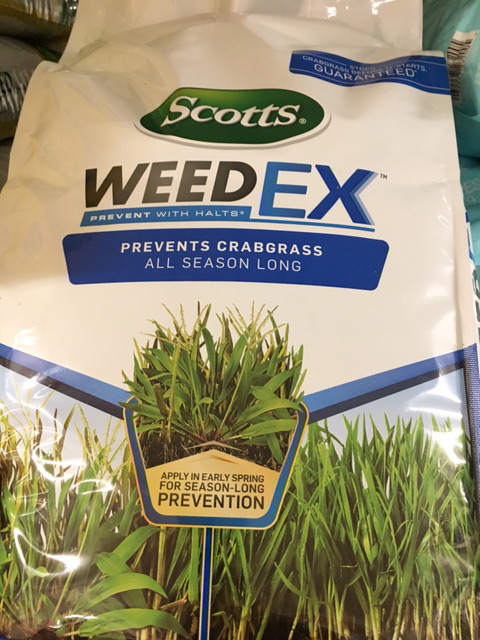 CRABGRASS STOPS BEFORE IT STARTS.
GUARANTEED*
Scotts®
WEEDEX™
PREVENT WITH HALTS®
PREVENTS CRABGRASS
ALL SEASON LONG
APPLY IN EARLY SPRING
FOR SEASON-LONG
PREVENTION